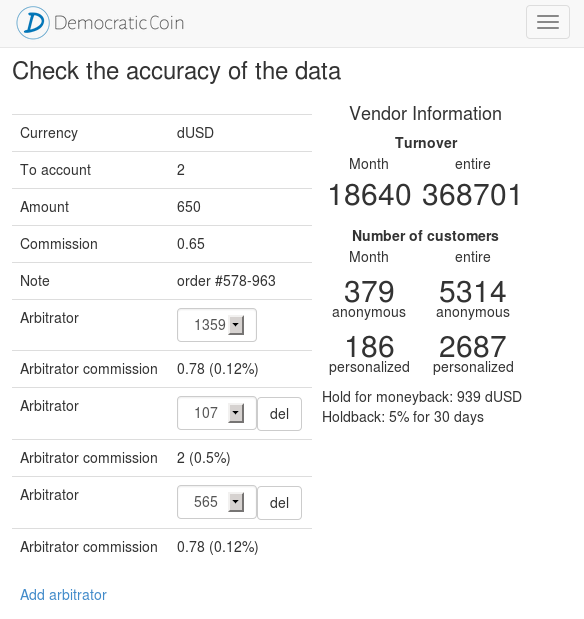 DemocraticCoin
Check the accuracy of the data
Currency dUSD
To account 2
Amount 650
Commission 0.65
Note order #578-963
Arbitrator 1359
Arbitrator commission 0.78 (0.12%)
Arbitrator 107 del
Arbitrator commission 2 (0.5%)
Arbitrator 565 del
Arbitrator commission 0.78 (0.12%)
Add arbitrator
Vendor Information
Turnover
Month entire
18640 368701
Number of customers
Month entire
379 5314
anonymous anonymous
186 2687
personalized personalized
Hold for moneyback: 939 dUSD
Holdback: 5% for 30 days